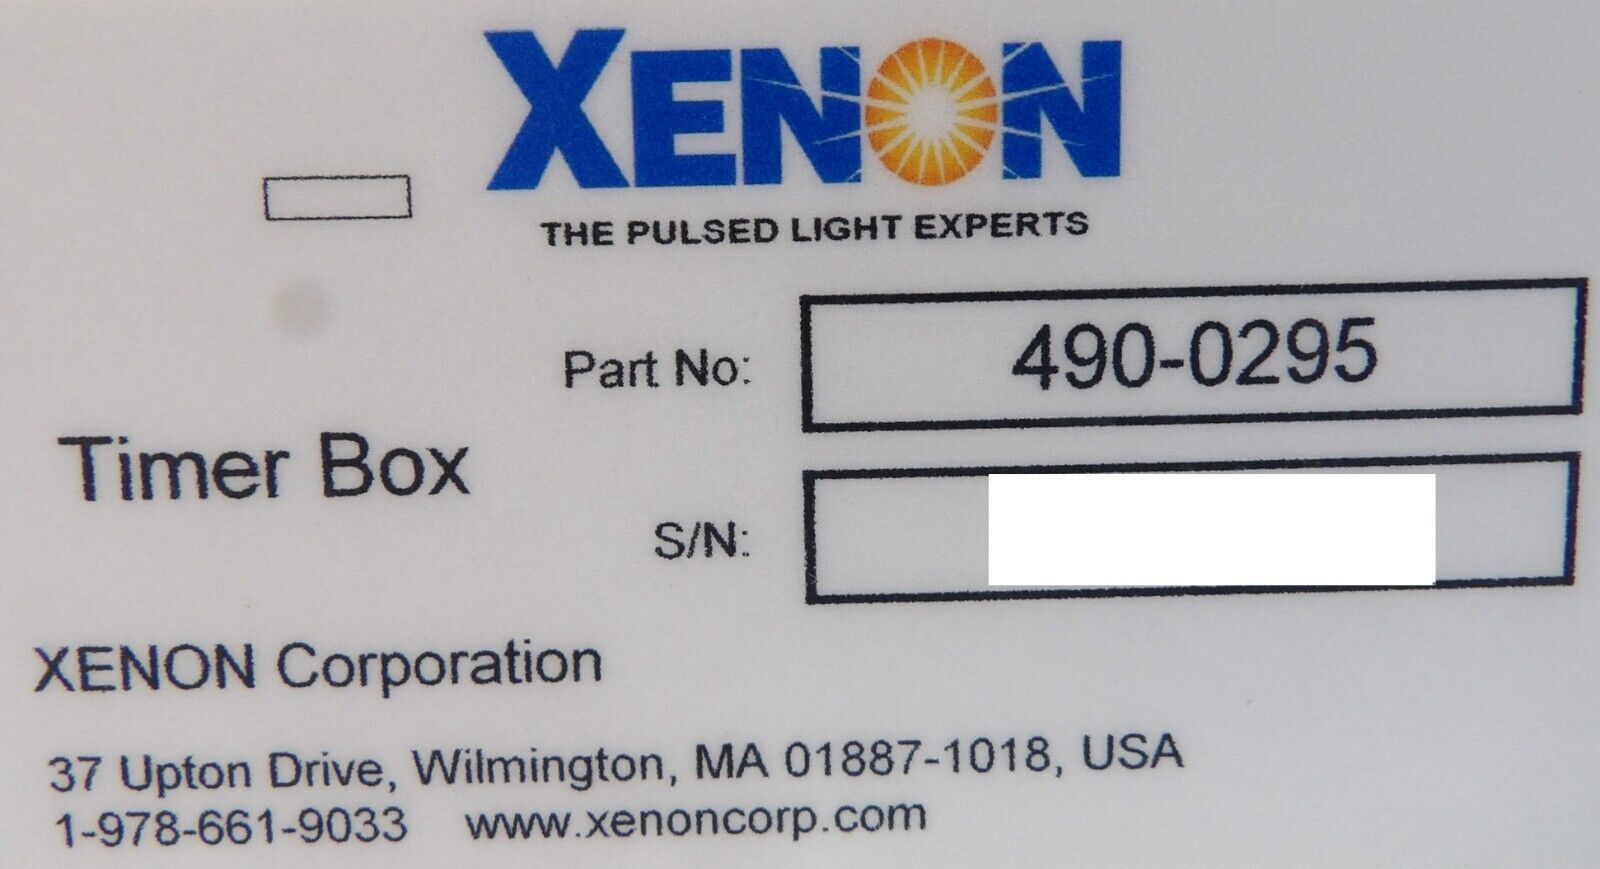 XENON
THE PULSED LIGHT EXPERTS
Part No: 490-0295
Timer Box
S/N:
XENON Corporation
37 Upton Drive, Wilmington, MA 01887-1018, USA
1-978-661-9033 www.xenoncorp.com